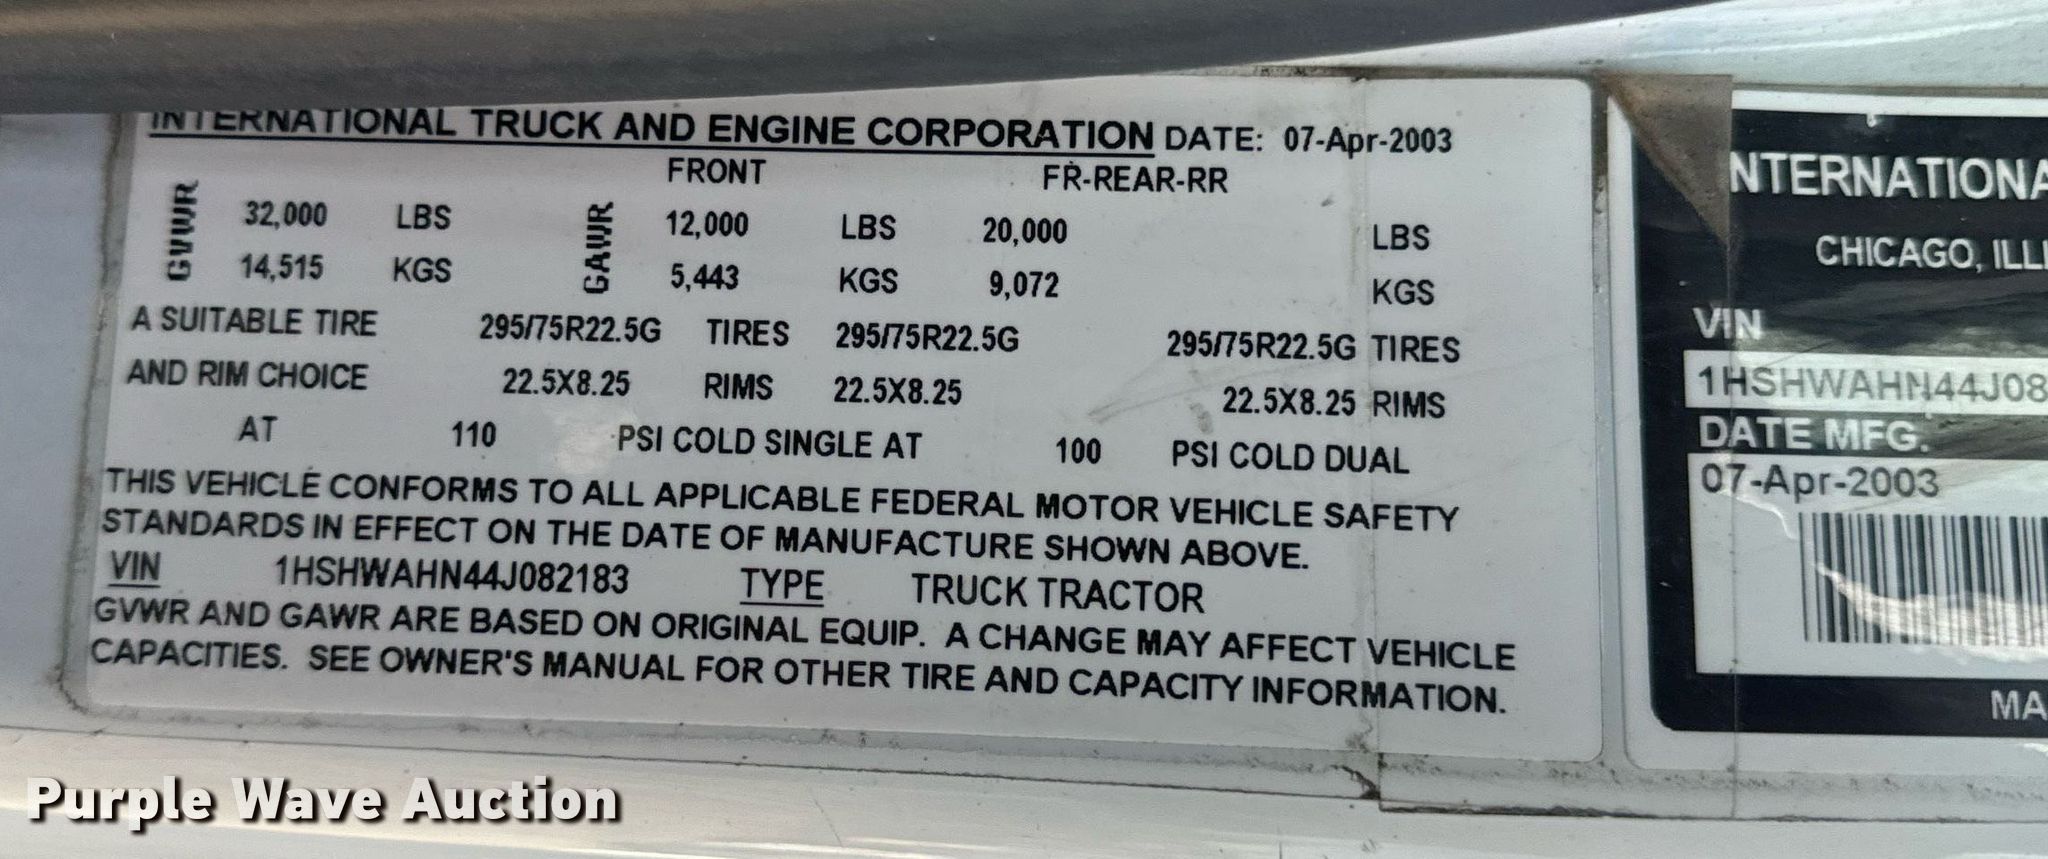 INTERNATIONAL TRUCK AND ENGINE CORPORATION DATE: 07-Apr-2003
FRONT FR-REAR-RR
GVWR 32,000 LBS GAWR 12,000 LBS 20,000 LBS
14,515 KGS 5,443 KGS 9,072 KGS
A SUITABLE TIRE 295/75R22.5G TIRES 295/75R22.5G 295/75R22.5G TIRES
AND RIM CHOICE 22.5X8.25 RIMS 22.5X8.25 22.5X8.25 RIMS
AT 110 PSI COLD SINGLE AT 100 PSI COLD DUAL
THIS VEHICLE CONFORMS TO ALL APPLICABLE FEDERAL MOTOR VEHICLE SAFETY
STANDARDS IN EFFECT ON THE DATE OF MANUFACTURE SHOWN ABOVE.
VIN 1HSHWAHN44J082183 TYPE TRUCK TRACTOR
GVWR AND GAWR ARE BASED ON ORIGINAL EQUIP. A CHANGE MAY AFFECT VEHICLE
CAPACITIES. SEE OWNER'S MANUAL FOR OTHER TIRE AND CAPACITY INFORMATION.
NTERNATIONA
CHICAGO, ILLI
VIN
1HSHWAHN44J08
DATE MFG.
07-Apr-2003
MA
Purple Wave Auction